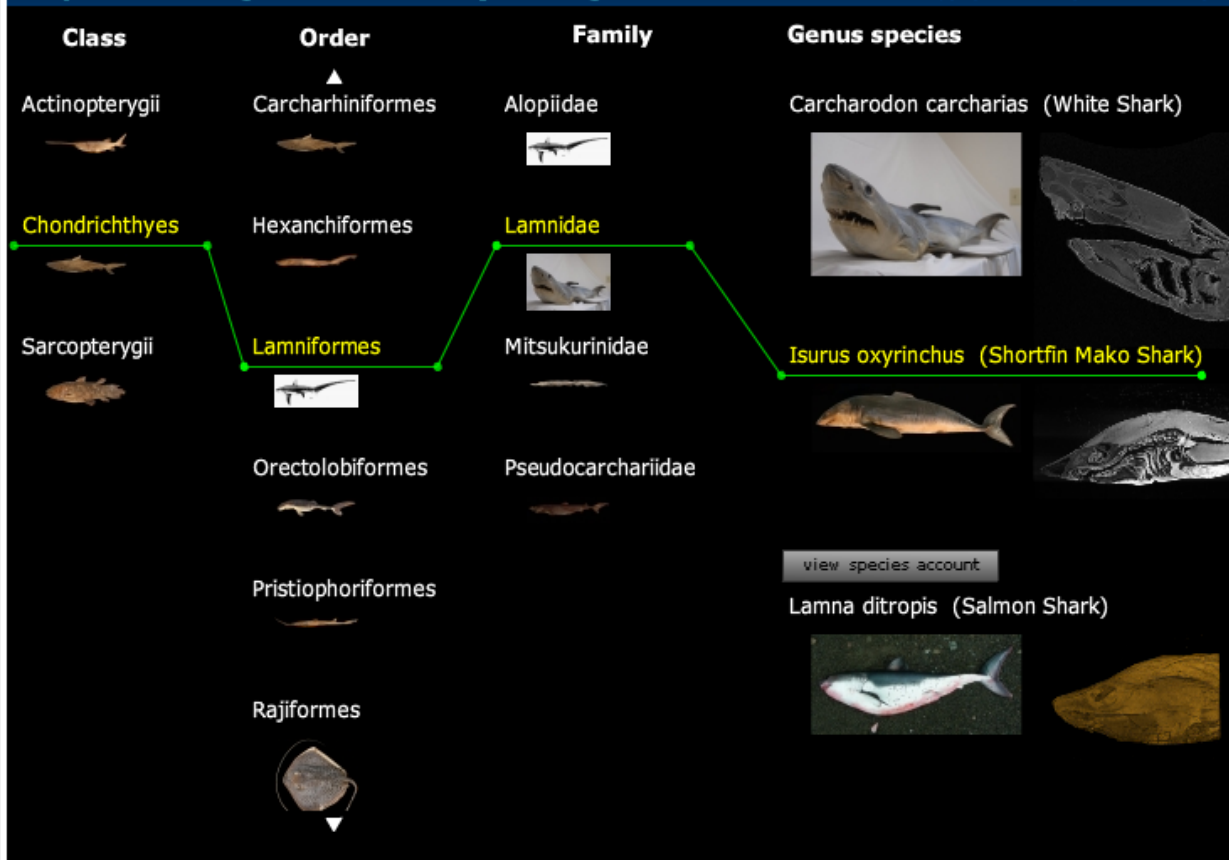 Class
Order
Family
Genus species
Actinopterygii
Carcharhiniformes
Alopiidae
Carcharodon carcharias (White Shark)
Chondrichthyes
Hexanchiformes
Lamnidae
Sarcopterygii
Lamniformes
Mitsukurinidae
Isurus oxyrinchus (Shortfin Mako Shark)
Orectolobiformes
Pseudocarchariidae
view species account
Pristiophoriformes
Lamna ditropis (Salmon Shark)
Rajiformes